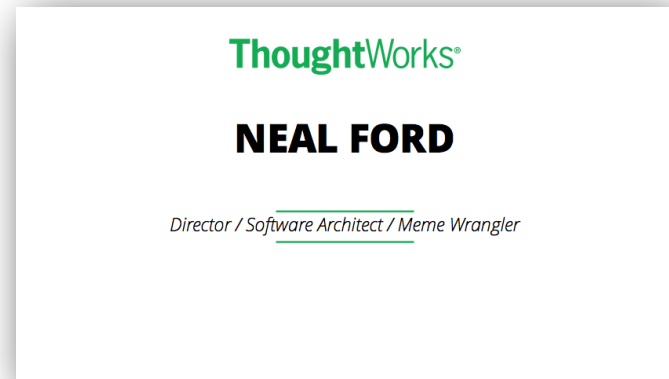 ThoughtWorks®
NEAL FORD
Director / Software Architect / Meme Wrangler